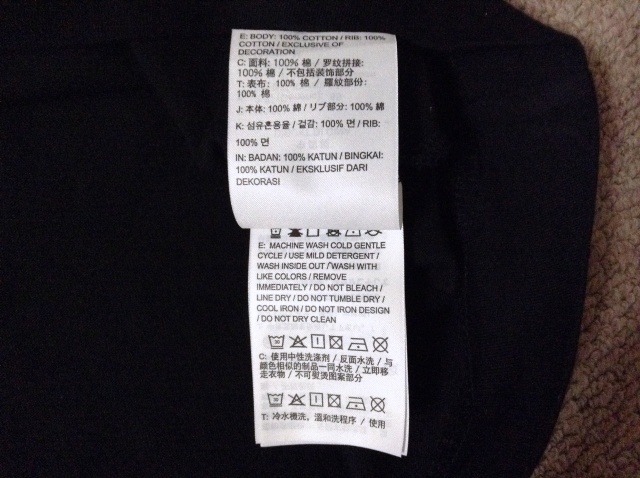 E: BODY: 100% COTTON / RIB: 100%
COTTON / EXCLUSIVE OF
DECORATION
C: 面料: 100% 棉 / 罗纹拼接:
100% 棉 / 不包括装饰部分
T: 表布: 100% 棉 / 羅紋部份:
100% 棉
J: 本体: 100% 綿 / リブ部分: 100% 綿
K: 섬유혼용율 / 겉감: 100% 면 / RIB:
100% 면
IN: BADAN: 100% KATUN / BINGKAI:
100% KATUN / EKSKLUSIF DARI
DEKORASI
E: MACHINE WASH COLD GENTLE
CYCLE / USE MILD DETERGENT /
WASH INSIDE OUT / WASH WITH
LIKE COLORS / REMOVE
IMMEDIATELY / DO NOT BLEACH /
LINE DRY / DO NOT TUMBLE DRY /
COOL IRON / DO NOT IRON DESIGN
/ DO NOT DRY CLEAN
C: 使用中性洗涤剂 / 反面水洗 / 与
颜色相似的制品一同水洗 / 立即移
走衣物 / 不可熨烫图案部分
T: 冷水機洗, 溫和洗程序 / 使用